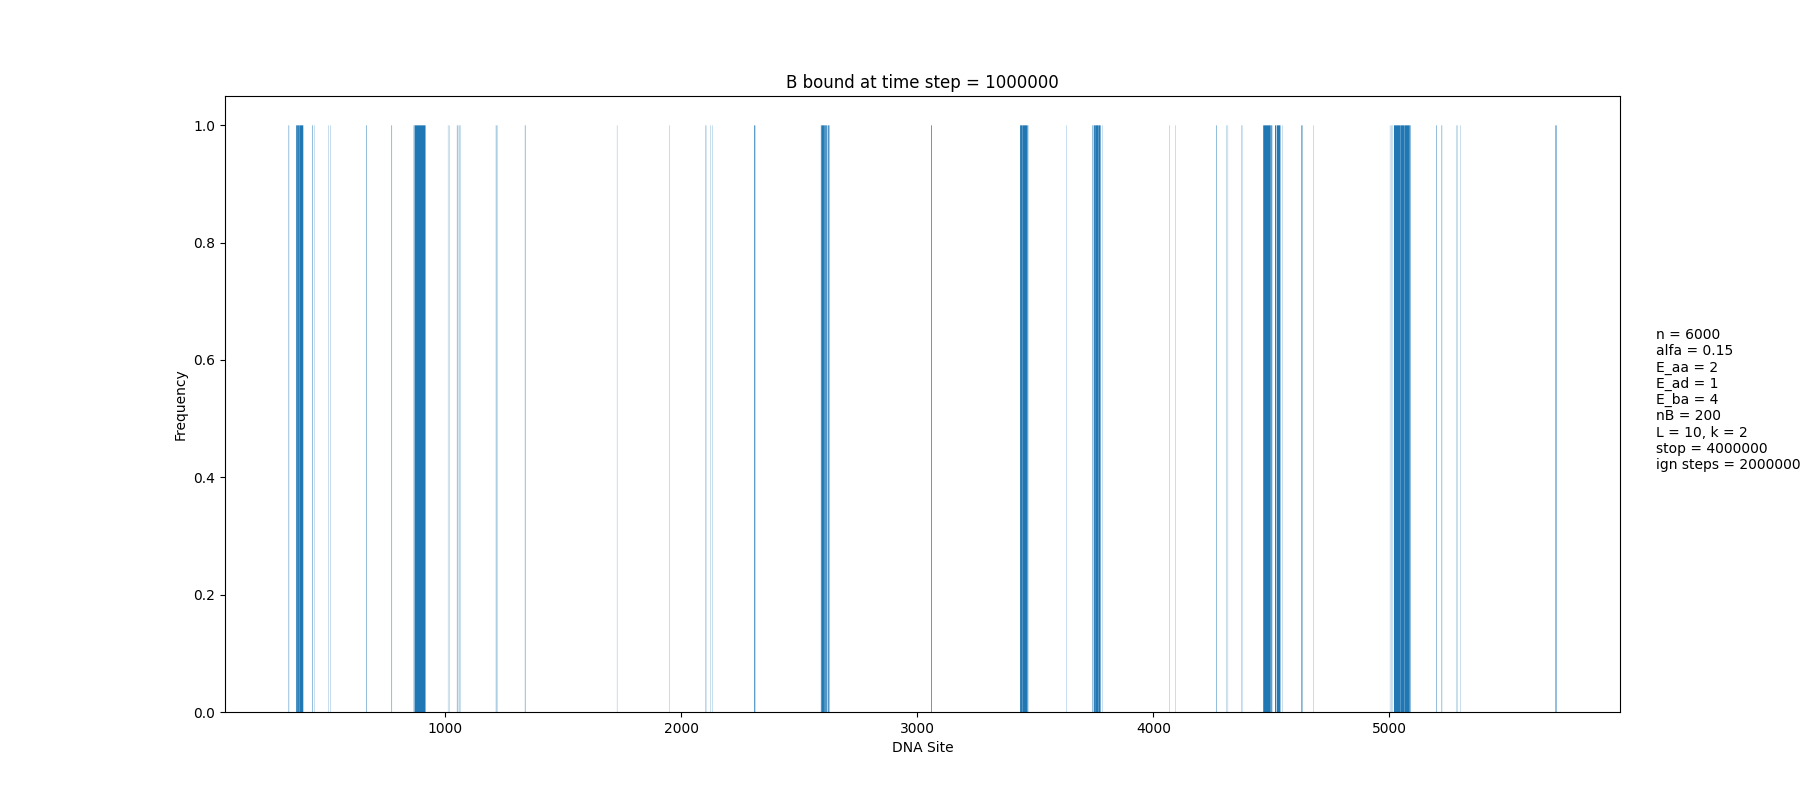 B bound at time step = 1000000
1.0
0.8
0.6
0.4
0.2
0.0
Frequency
1000
2000
3000
4000
5000
DNA Site
n = 6000
alfa = 0.15
E_aa = 2
E_ad = 1
E_ba = 4
nB = 200
L = 10, k = 2
stop = 4000000
ign steps = 2000000